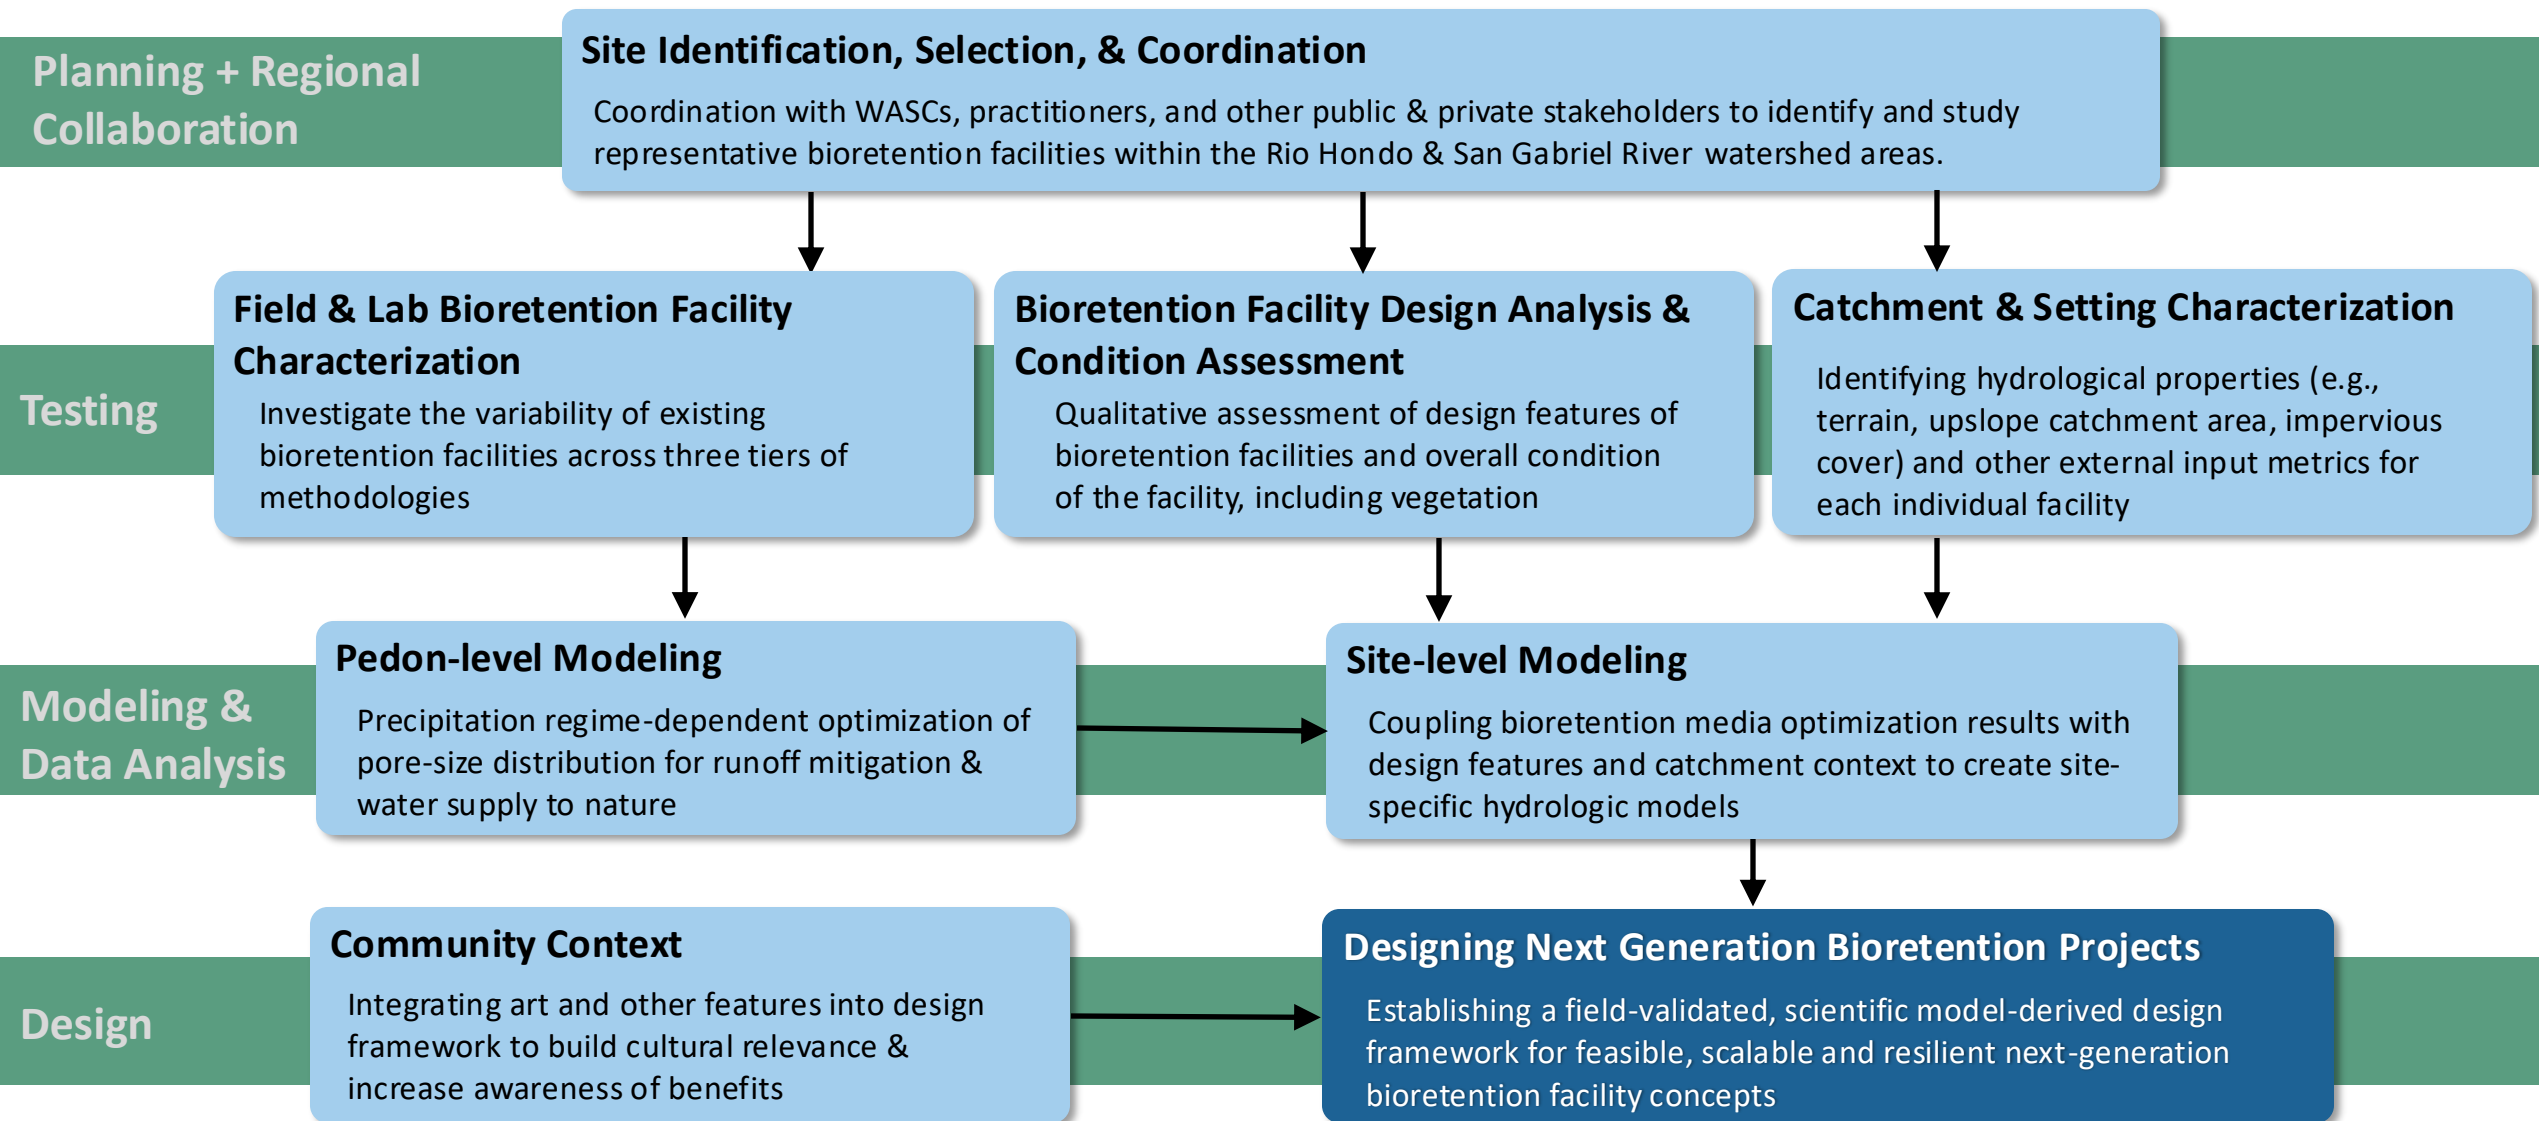 Planning + Regional
Collaboration
Site Identification, Selection, & Coordination
Coordination with WASCs, practitioners, and other public & private stakeholders to identify and study
representative bioretention facilities within the Rio Hondo & San Gabriel River watershed areas.
Testing
Field & Lab Bioretention Facility
Characterization
Investigate the variability of existing
bioretention facilities across three tiers of
methodologies
Bioretention Facility Design Analysis &
Condition Assessment
Qualitative assessment of design features of
bioretention facilities and overall condition
of the facility, including vegetation
Catchment & Setting Characterization
Identifying hydrological properties (e.g.,
terrain, upslope catchment area, impervious
cover) and other external input metrics for
each individual facility
Modeling &
Data Analysis
Pedon-level Modeling
Precipitation regime-dependent optimization of
pore-size distribution for runoff mitigation &
water supply to nature
Site-level Modeling
Coupling bioretention media optimization results with
design features and catchment context to create site-
specific hydrologic models
Design
Community Context
Integrating art and other features into design
framework to build cultural relevance &
increase awareness of benefits
Designing Next Generation Bioretention Projects
Establishing a field-validated, scientific model-derived design
framework for feasible, scalable and resilient next-generation
bioretention facility concepts